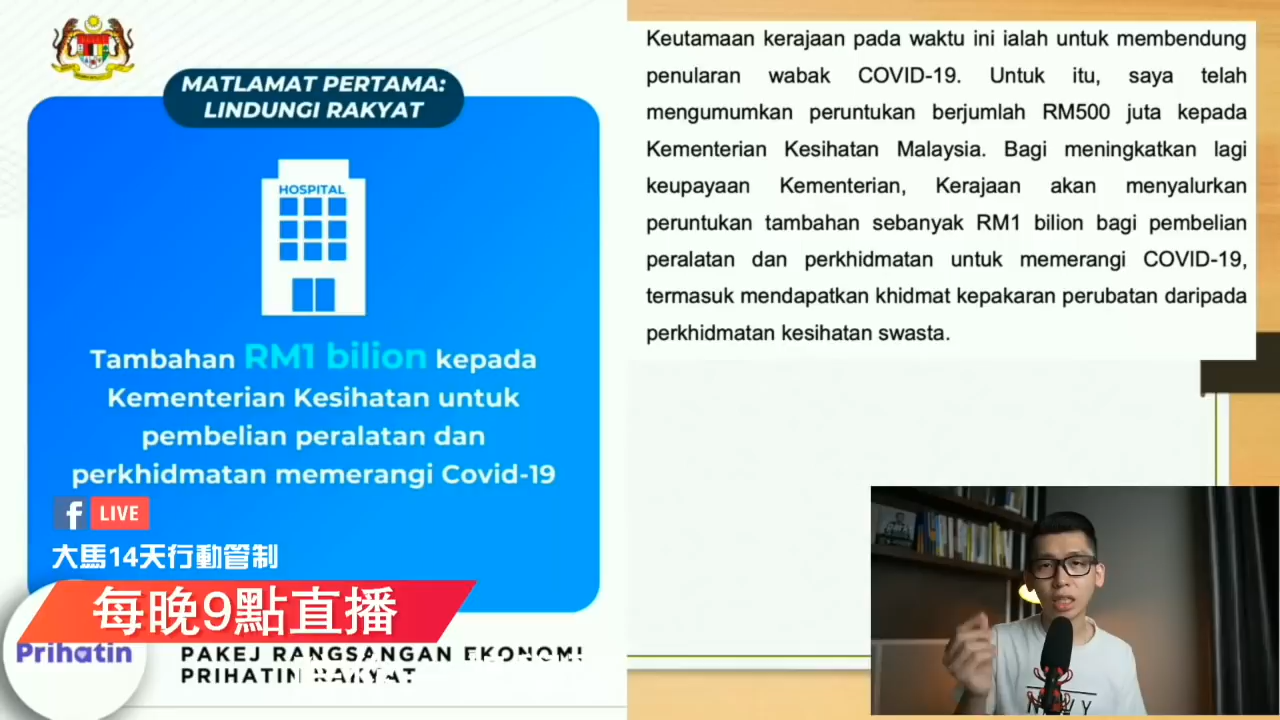 MATLAMAT PERTAMA:
LINDUNGI RAKYAT
HOSPITAL
Tambahan RM1 bilion kepada
Kementerian Kesihatan untuk
pembelian peralatan dan
perkhidmatan memerangi Covid-19
f LIVE
大馬14天行動管制
每晚9點直播
Prihatin
PAKEJ RANGSANGAN EKONOMI
PRIHATIN RAKYAT
Keutamaan kerajaan pada waktu ini ialah untuk membendung
penularan wabak COVID-19. Untuk itu, saya telah
mengumumkan peruntukan berjumlah RM500 juta kepada
Kementerian Kesihatan Malaysia. Bagi meningkatkan lagi
keupayaan Kementerian, Kerajaan akan menyalurkan
peruntukan tambahan sebanyak RM1 bilion bagi pembelian
peralatan dan perkhidmatan untuk memerangi COVID-19,
termasuk mendapatkan khidmat kepakaran perubatan daripada
perkhidmatan kesihatan swasta.